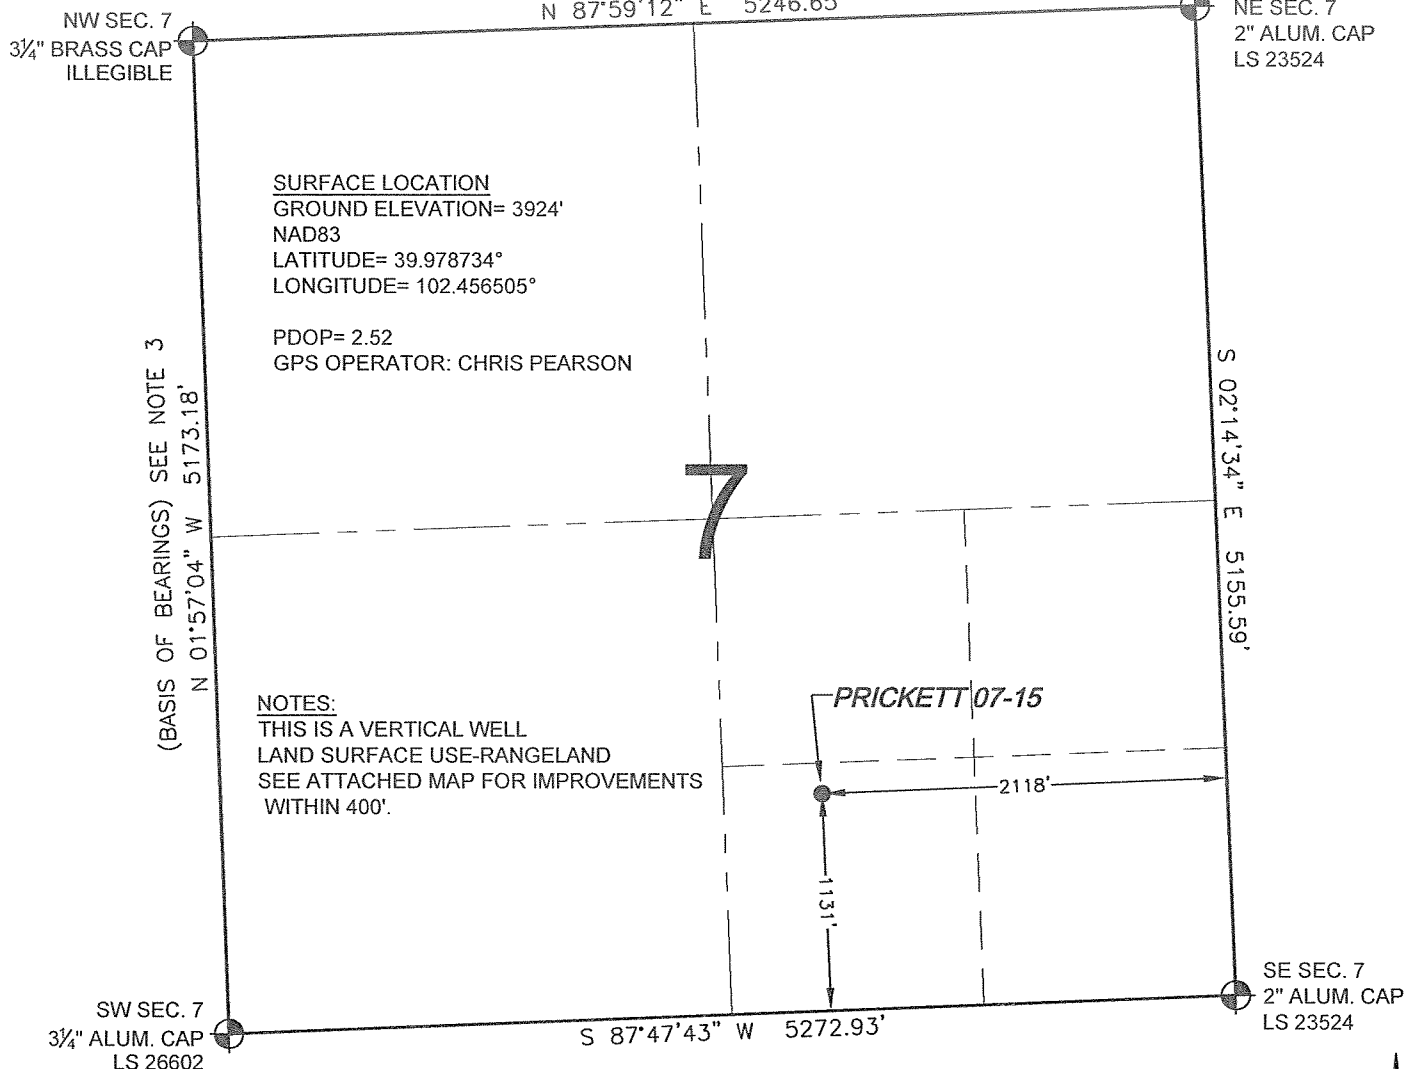 N 87°59'12" E 5246.65'
NW SEC. 7
3¼" BRASS CAP
ILLEGIBLE
NE SEC. 7
2" ALUM. CAP
LS 23524
SURFACE LOCATION
GROUND ELEVATION= 3924'
NAD83
LATITUDE= 39.978734°
LONGITUDE= 102.456505°
PDOP= 2.52
GPS OPERATOR: CHRIS PEARSON
(BASIS OF BEARINGS) SEE NOTE 3
N 01°57'04" W 5173.18'
S 02°14'34" E 5155.59'
7
PRICKETT 07-15
NOTES:
THIS IS A VERTICAL WELL
LAND SURFACE USE-RANGELAND
SEE ATTACHED MAP FOR IMPROVEMENTS
WITHIN 400'.
2118'
1131'
SW SEC. 7
3¼" ALUM. CAP
LS 26602
S 87°47'43" W 5272.93'
SE SEC. 7
2" ALUM. CAP
LS 23524